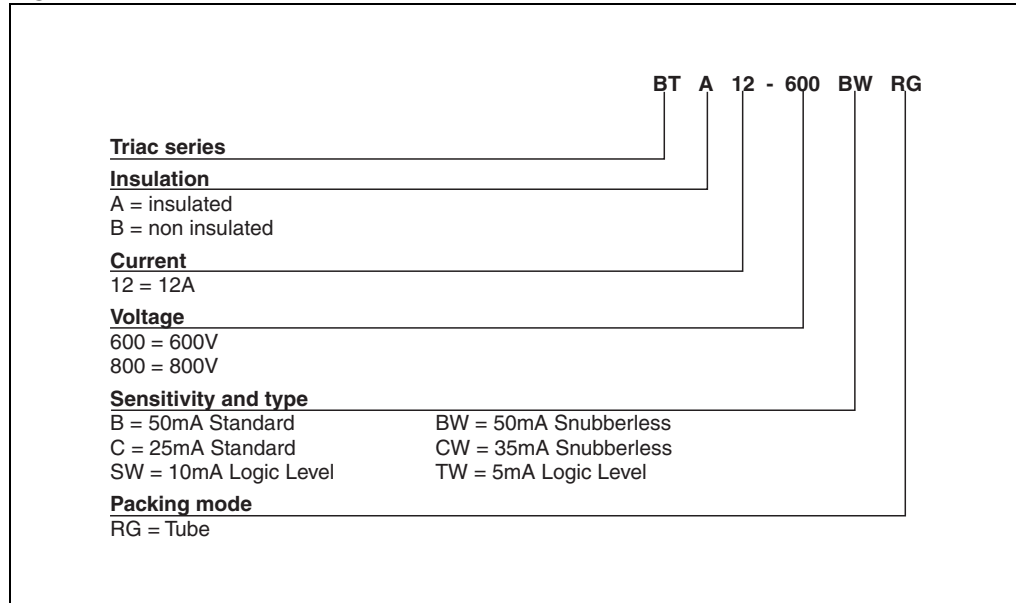 BT A 12 - 600 BW RG
Triac series
Insulation
A = insulated
B = non insulated
Current
12 = 12A
Voltage
600 = 600V
800 = 800V
Sensitivity and type
B = 50mA Standard BW = 50mA Snubberless
C = 25mA Standard CW = 35mA Snubberless
SW = 10mA Logic Level TW = 5mA Logic Level
Packing mode
RG = Tube